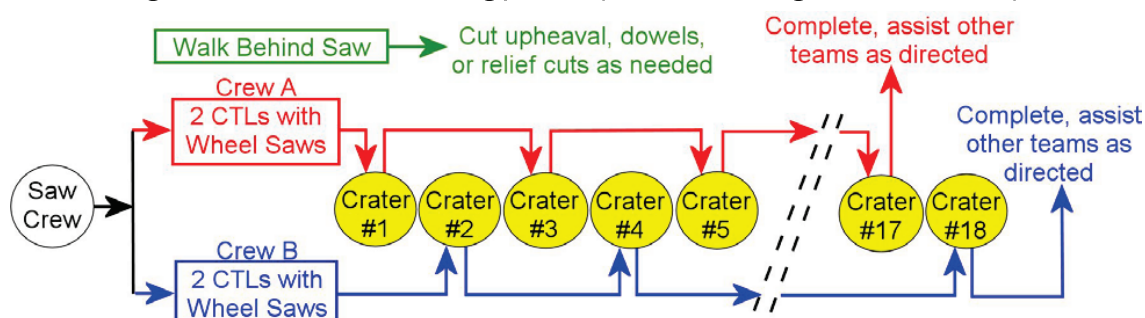 Walk Behind Saw
Cut upheaval, dowels,
or relief cuts as needed
Complete, assist other
teams as directed
Crew A
2 CTLs with
Wheel Saws
Complete, assist
other teams as
directed
Saw
Crew
Crater
#1
Crater
#2
Crater
#3
Crater
#4
Crater
#5
Crater
#17
Crater
#18
Crew B
2 CTLs with
Wheel Saws